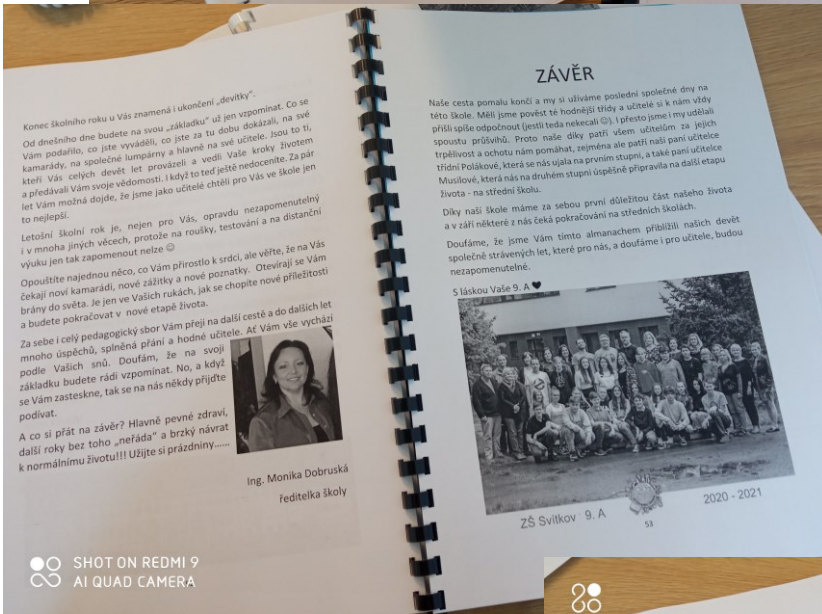 Konec školního roku u Vás znamená i ukončení „devítky".
Od dnešního dne budete na svou „základku" už jen vzpomínat. Co se
Vám podařilo, co jste vyváděli, co jste za tu dobu dokázali, na své
kamarády, na společné lumpárny a hlavně na své učitele. Jsou to ti,
kteří Vás celých devět let provázeli a vedli Vaše kroky životem
a předávali Vám svoje vědomosti. I když to teď ještě nedoceníte. Za pár
let Vám možná dojde, že jsme jako učitelé chtěli pro Vás ve škole jen
to nejlepší.
Letošní školní rok je, nejen pro Vás, opravdu nezapomenutelný
i v mnoha jiných věcech, protože na roušky, testování a na distanční
výuku jen tak zapomenout nelze ☺
Opouštíte najednou něco, co Vám přirostlo k srdci, ale věřte, že na Vás
čekají noví kamarádi, nové zážitky a nové poznatky. Otevírají se Vám
brány do světa. Je jen ve Vašich rukách, jak se chopíte nové příležitosti
a budete pokračovat v nové etapě života.
Za sebe i celý pedagogický sbor Vám přeji na další cestě a do dalších let
mnoho úspěchů, splněná přání a hodné učitele. Ať Vám vše vychází
podle Vašich snů. Doufám, že na svoji
základku budete rádi vzpomínat. No, a když
se Vám zasteskne, tak se na nás někdy přijďte
podívat.
A co si přát na závěr? Hlavně pevné zdraví,
další roky bez toho „neřáda" a brzký návrat
k normálnímu životu!!! Užijte si prázdniny......
Ing. Monika Dobruská
ředitelka školy
ZÁVĚR
Naše cesta pomalu končí a my si užíváme poslední společné dny na
této škole. Měli jsme pověst té hodnější třídy a učitelé si k nám vždy
přišli spíše odpočnout (jestli teda nekecali ☺). I přesto jsme i my udělali
spoustu průšvihů. Proto naše díky patří všem učitelům za jejich
trpělivost a ochotu nám pomáhat, zejména ale patří naší paní učitelce
třídní Polákové, která se nás ujala na prvním stupni, a také paní učitelce
Musilové, která nás na druhém stupni úspěšně připravila na další etapu
života - na střední školu.
Díky naší škole máme za sebou první důležitou část našeho života
a v září některé z nás čeká pokračování na středních školách.
Doufáme, že jsme Vám tímto almanachem přiblížili našich devět
společně strávených let, které pro nás, a doufáme i pro učitele, budou
nezapomenutelné.
S láskou Vaše 9. A ♥
ZŠ Svítkov 9. A
2020 - 2021
53
SHOT ON REDMI 9
AI QUAD CAMERA